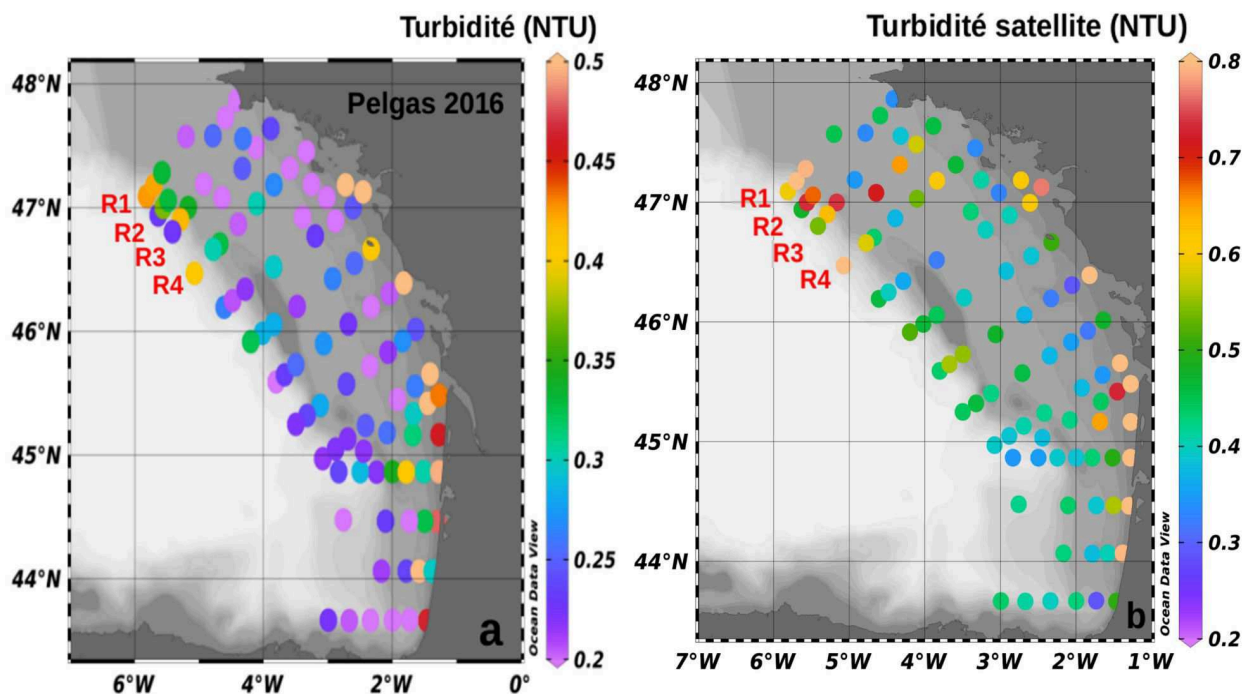 Turbidité (NTU)
Pelgas 2016
48°N
47°N
46°N
45°N
44°N
R1
R2
R3
R4
6°W
4°W
2°W
0°
a
Ocean Data View
0.5
0.45
0.4
0.35
0.3
0.25
0.2
Turbidité satellite (NTU)
48°N
47°N
46°N
45°N
44°N
R1
R2
R3
R4
7°W
6°W
5°W
4°W
3°W
2°W
1°W
b
Ocean Data View
0.8
0.7
0.6
0.5
0.4
0.3
0.2